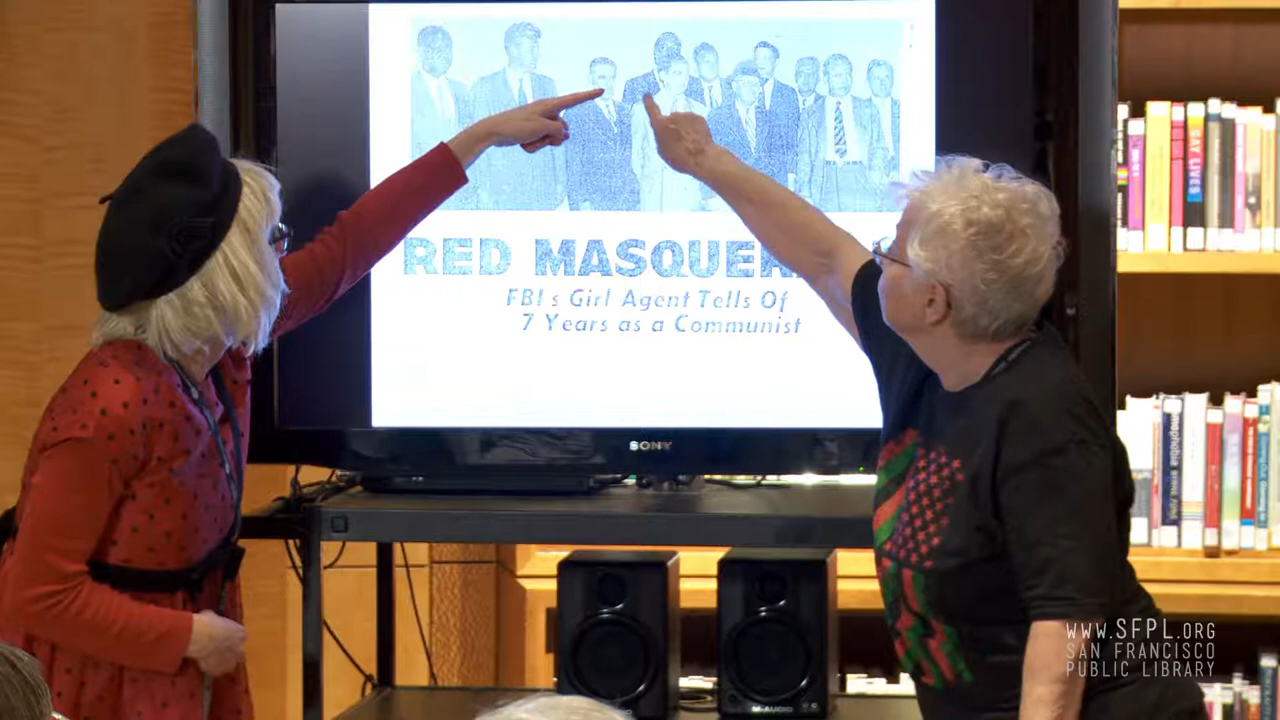 RED MASQUER
FBI s Girl Agent Tells Of
7 Years as a Communist
SONY
GAY LIVES
M-AUDIO
WWW.SFPL.ORG
SAN FRANCISCO
PUBLIC LIBRARY